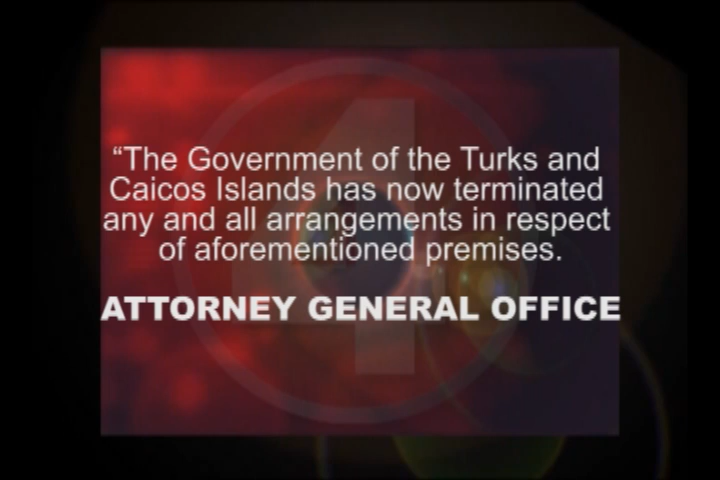 “The Government of the Turks and
Caicos Islands has now terminated
any and all arrangements in respect
of aforementioned premises.
ATTORNEY GENERAL OFFICE
4